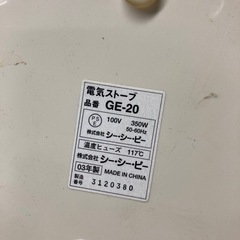 電気ストーブ
品番 GE-20
PSE 100V 350W
50-60Hz
株式会社 シー・シー・ピー
温度ヒューズ 117℃
株式会社 シー・シー・ピー
03年製 MADE IN CHINA
製造番号 3120380